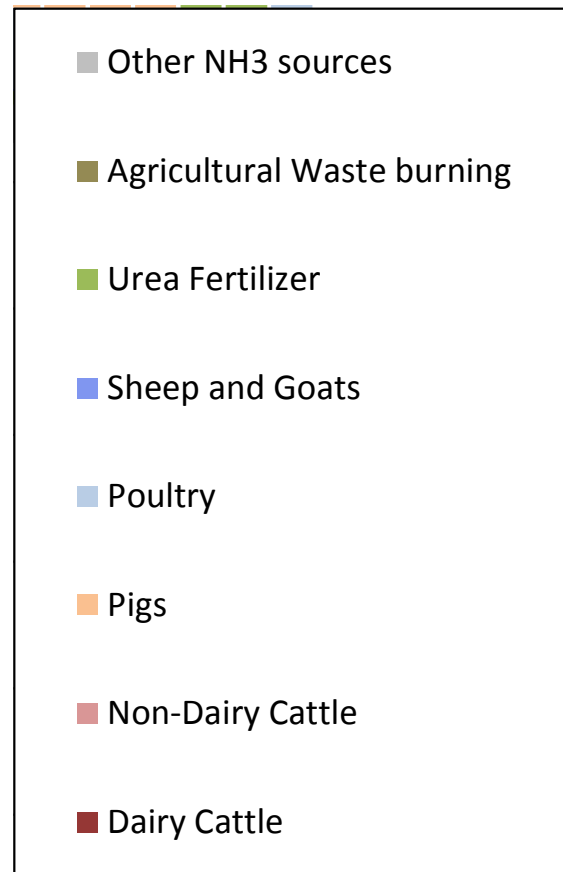 Other NH3 sources
Agricultural Waste burning
Urea Fertilizer
Sheep and Goats
Poultry
Pigs
Non-Dairy Cattle
Dairy Cattle